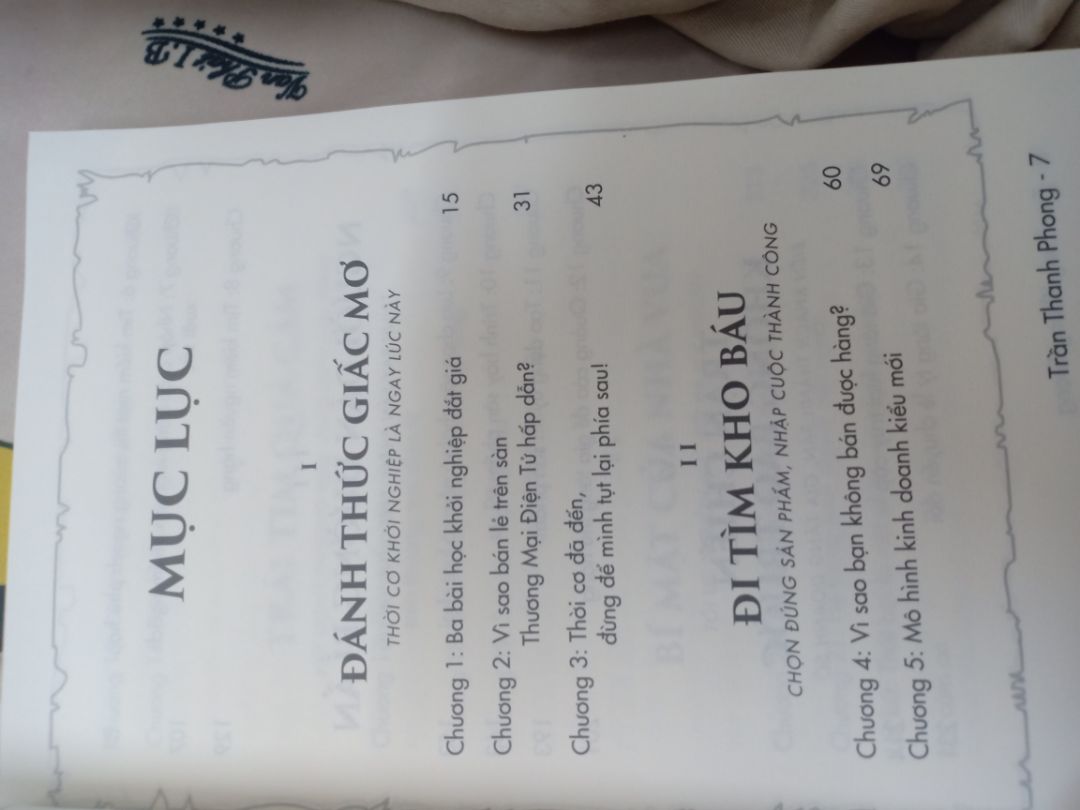 MỤC LỤC
I
ĐÁNH THỨC GIẤC MƠ
THỜI CƠ KHỞI NGHIỆP LÀ NGAY LÚC NÀY
Chương 1: Ba bài học khởi nghiệp đắt giá 15
Chương 2: Vì sao bán lẻ trên sàn
Thương Mại Điện Tử hấp dẫn? 31
Chương 3: Thời cơ đã đến,
đừng để mình tụt lại phía sau! 43
II
ĐI TÌM KHO BÁU
CHỌN ĐÚNG SẢN PHẨM, NHẬP CUỘC THÀNH CÔNG
Chương 4: Vì sao bạn không bán được hàng? 60
Chương 5: Mô hình kinh doanh kiểu mới 69
Trần Thanh Phong - 7